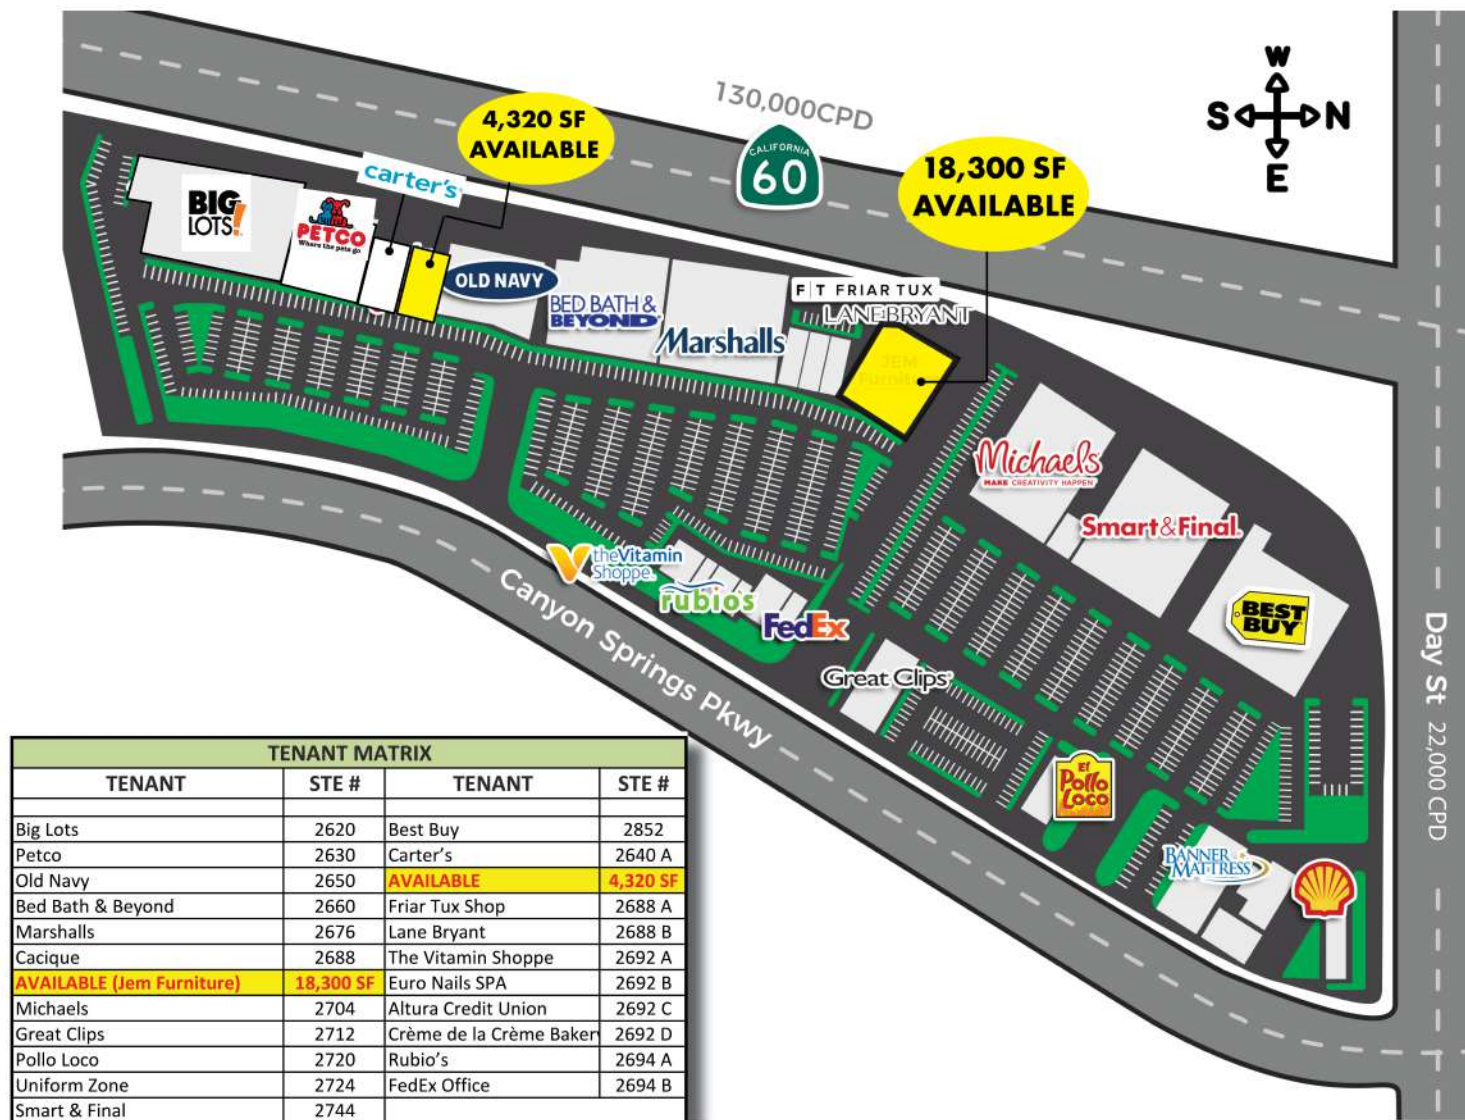 130,000CPD
W
S
N
E
4,320 SF
AVAILABLE
CALIFORNIA
60
18,300 SF
AVAILABLE
carter's
BIG
LOTS!
PETCO
Where the pets go
OLD NAVY
BED BATH &
BEYOND
F|T FRIAR TUX
LANE BRYANT
Marshalls
JEM
Furniture
Michaels
MAKE CREATIVITY HAPPEN
Smart&Final.
BEST
BUY
theVitamin
Shoppe
rubio's
FedEx
Great Clips
Canyon Springs Pkwy
El
Pollo
Loco
BANNER
MATTRESS
Day St 22,000 CPD
TENANT MATRIX
TENANT STE # TENANT STE #
Big Lots 2620 Best Buy 2852
Petco 2630 Carter’s 2640 A
Old Navy 2650 AVAILABLE 4,320 SF
Bed Bath & Beyond 2660 Friar Tux Shop 2688 A
Marshalls 2676 Lane Bryant 2688 B
Cacique 2688 The Vitamin Shoppe 2692 A
AVAILABLE (Jem Furniture) 18,300 SF Euro Nails SPA 2692 B
Michaels 2704 Altura Credit Union 2692 C
Great Clips 2712 Crème de la Crème Baker 2692 D
Pollo Loco 2720 Rubio’s 2694 A
Uniform Zone 2724 FedEx Office 2694 B
Smart & Final 2744